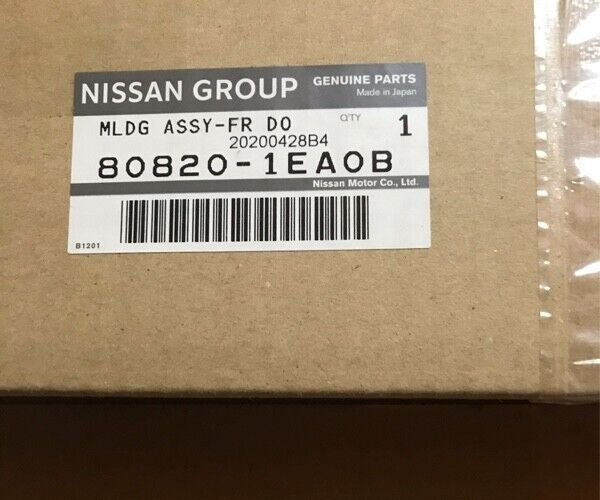 NISSAN GROUP
GENUINE PARTS
Made in Japan
MLDG ASSY-FR DO
QTY 1
20200428B4
80820-1EA0B
Nissan Motor Co., Ltd.
B1201